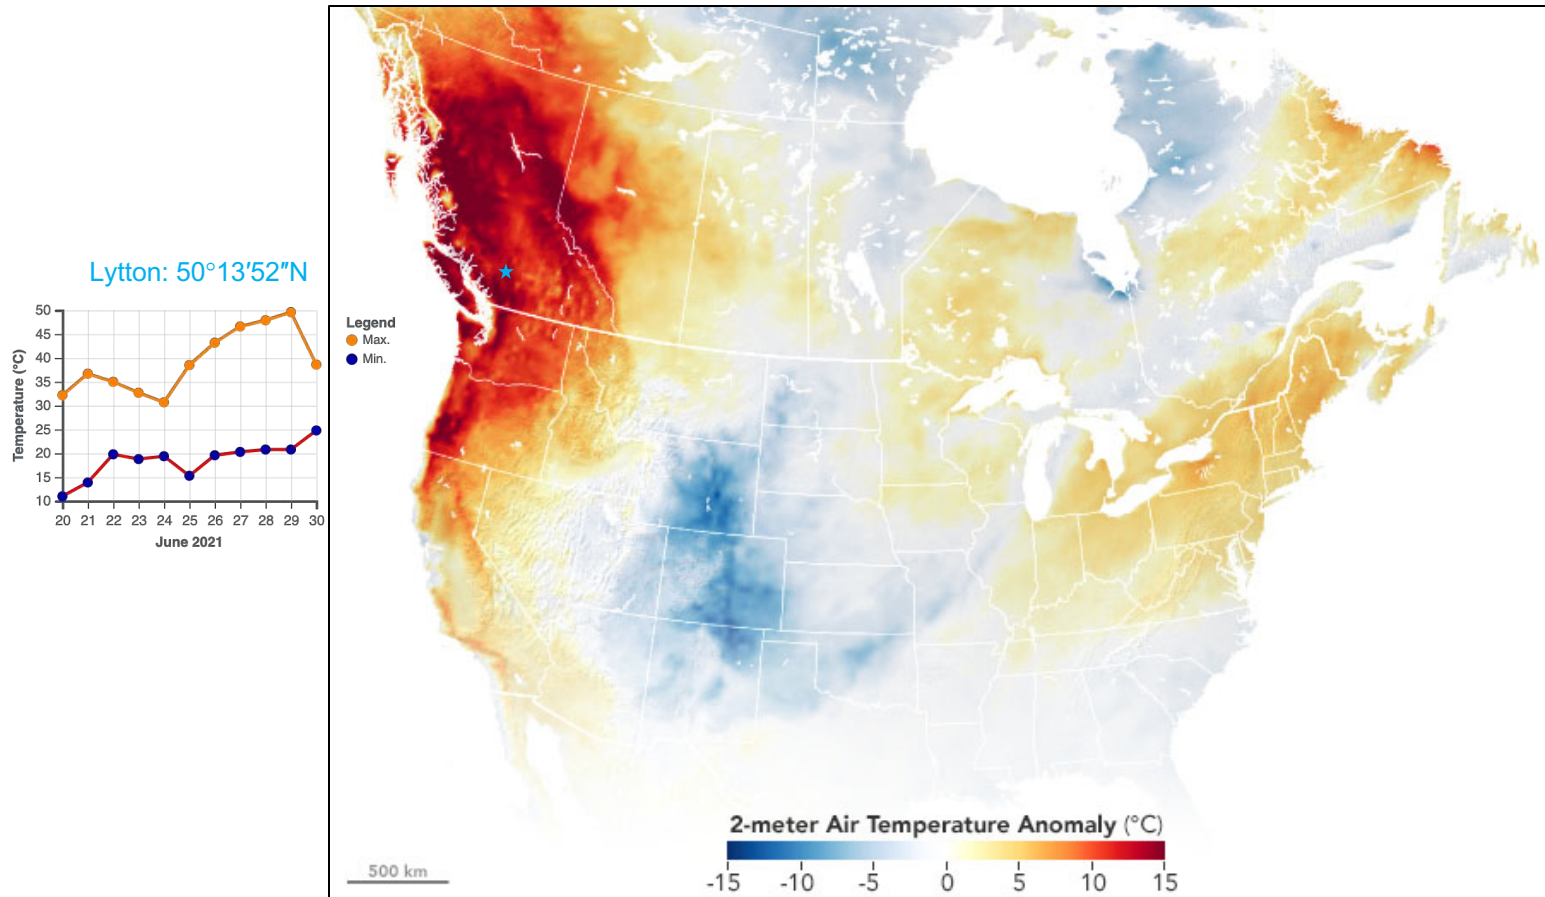 Lytton: 50°13′52″N
50
45
40
35
30
25
20
15
10
Temperature (°C)
20 21 22 23 24 25 26 27 28 29 30
June 2021
Legend
Max.
Min.
2-meter Air Temperature Anomaly (°C)
-15 -10 -5 0 5 10 15
500 km